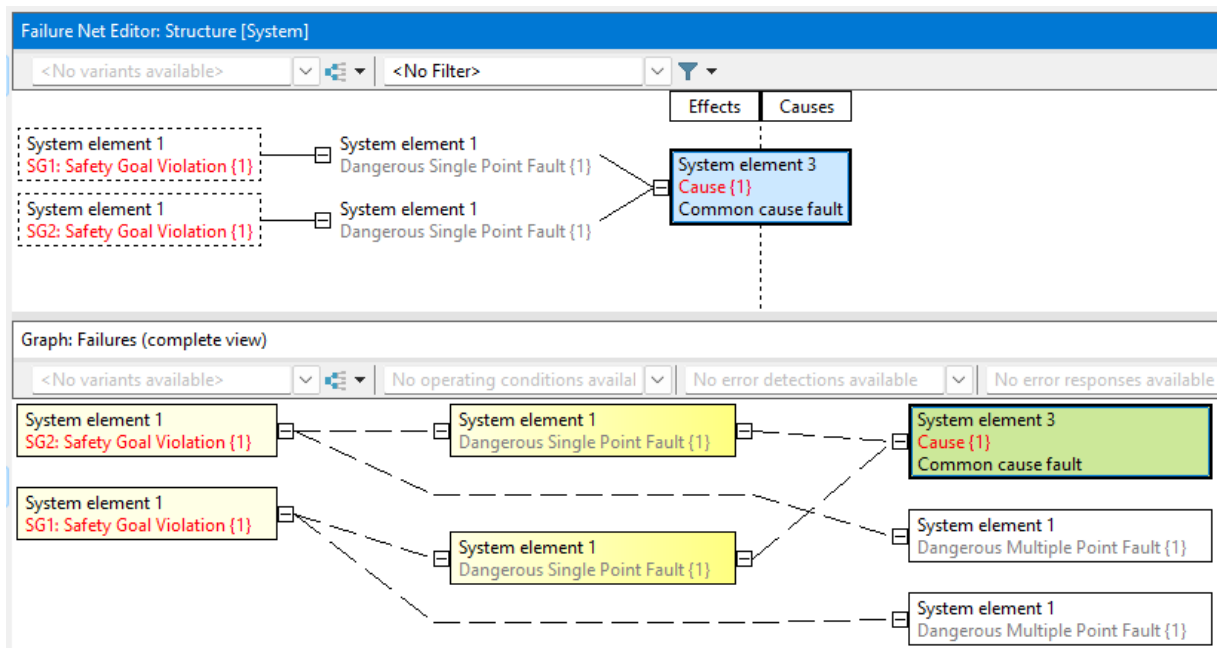 Failure Net Editor: Structure [System]
<No variants available>
<No Filter>
Effects
Causes
System element 1
SG1: Safety Goal Violation {1}
System element 1
Dangerous Single Point Fault {1}
System element 3
Cause {1}
Common cause fault
System element 1
SG2: Safety Goal Violation {1}
System element 1
Dangerous Single Point Fault {1}
Graph: Failures (complete view)
<No variants available>
No operating conditions availal
No error detections available
No error responses available
System element 1
SG2: Safety Goal Violation {1}
System element 1
Dangerous Single Point Fault {1}
System element 3
Cause {1}
Common cause fault
System element 1
SG1: Safety Goal Violation {1}
System element 1
Dangerous Single Point Fault {1}
System element 1
Dangerous Multiple Point Fault {1}
System element 1
Dangerous Multiple Point Fault {1}